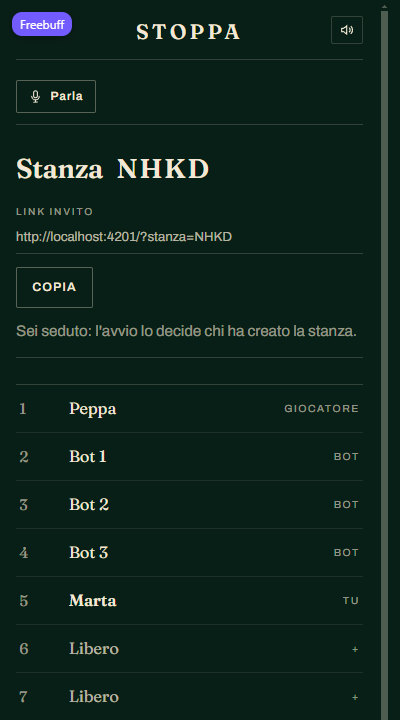 Freebuff
STOPPA
Parla
Stanza NHKD
LINK INVITO
http://localhost:4201/?stanza=NHKD
COPIA
Sei seduto: l'avvio lo decide chi ha creato la stanza.
1 Peppa GIOCATORE
2 Bot 1 BOT
3 Bot 2 BOT
4 Bot 3 BOT
5 Marta TU
6 Libero +
7 Libero +